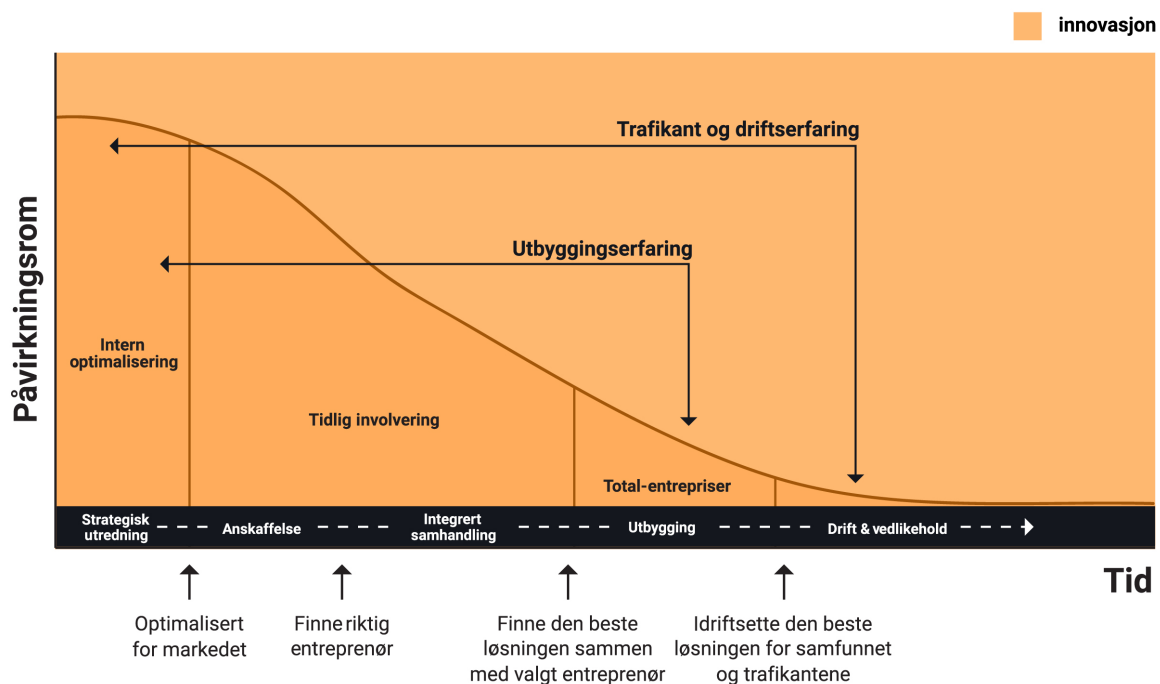 innovasjon
Trafikant og driftserfaring
Utbyggingserfaring
Påvirkningsrom
Intern
optimalisering
Tidlig involvering
Total-entrepriser
Strategisk
utredning
Anskaffelse
Integrert
samhandling
Utbygging
Drift & vedlikehold
Tid
Optimalisert
for markedet
Finne riktig
entreprenør
Finne den beste
løsningen sammen
med valgt entreprenør
Idriftsette den beste
løsningen for samfunnet
og trafikantene